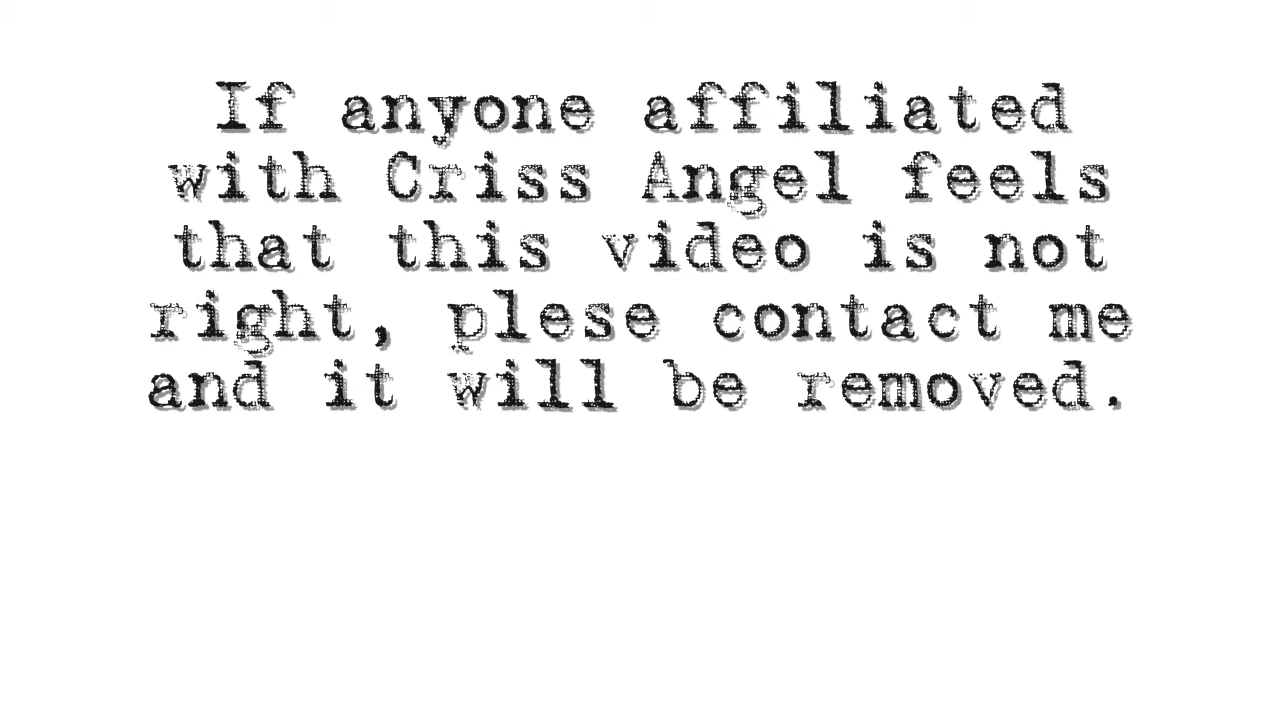 If anyone affiliated
with Criss Angel feels
that this video is not
right, plese contact me
and it will be removed.